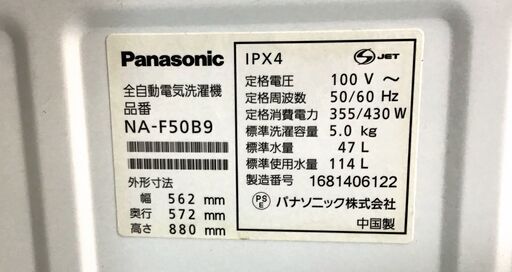 Panasonic
全自動電気洗濯機
品番
NA-F50B9
外形寸法
幅 562 mm
奥行 572 mm
高さ 880 mm
IPX4
S JET
定格電圧 100 V ～
定格周波数 50/60 Hz
定格消費電力 355/430 W
標準洗濯容量 5.0 kg
標準水量 47 L
標準使用水量 114 L
製造番号 1681406122
PSE パナソニック株式会社
中国製